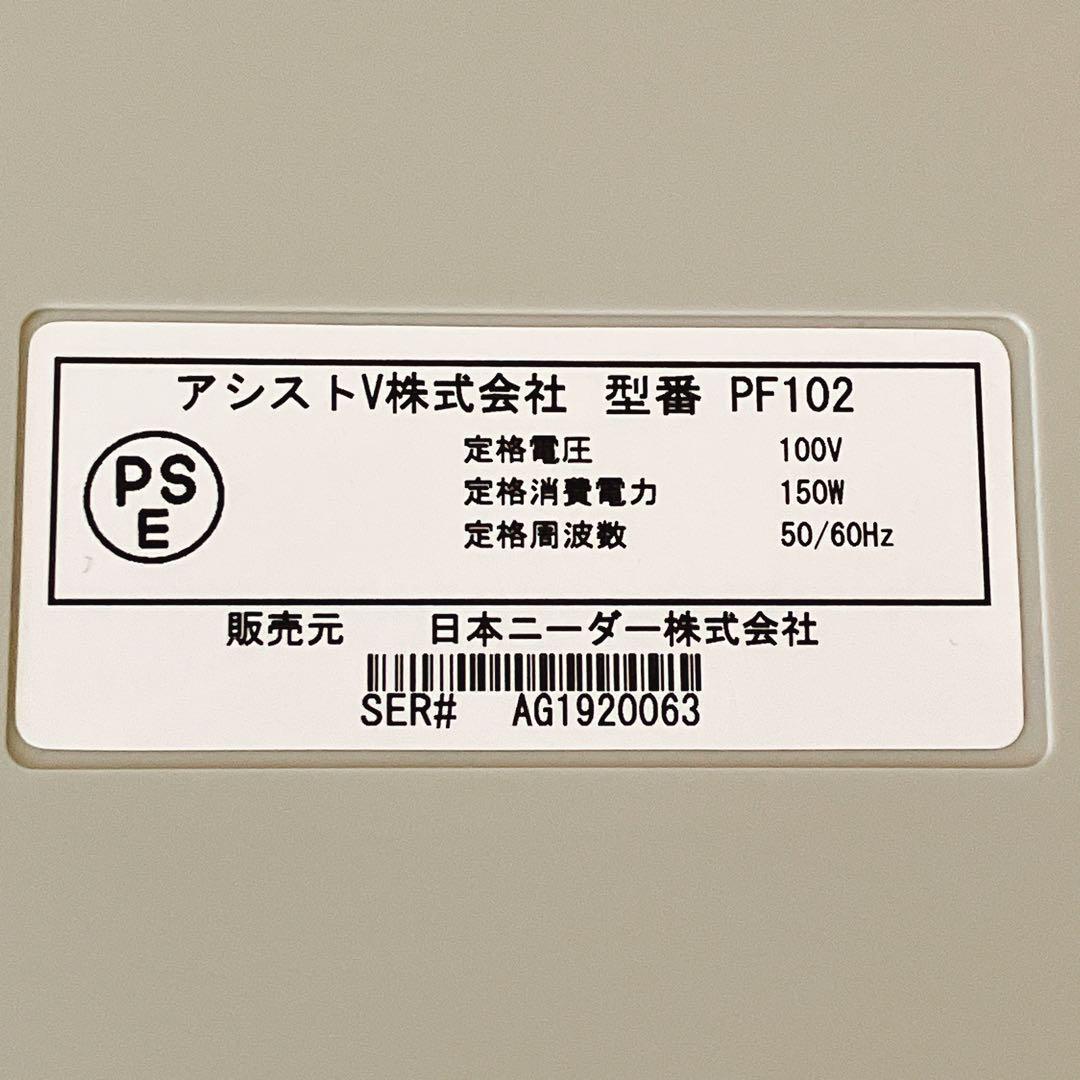 アシストV株式会社 型番 PF102
PS
E
定格電圧 100V
定格消費電力 150W
定格周波数 50/60Hz
販売元 日本ニーダー株式会社
SER# AG1920063